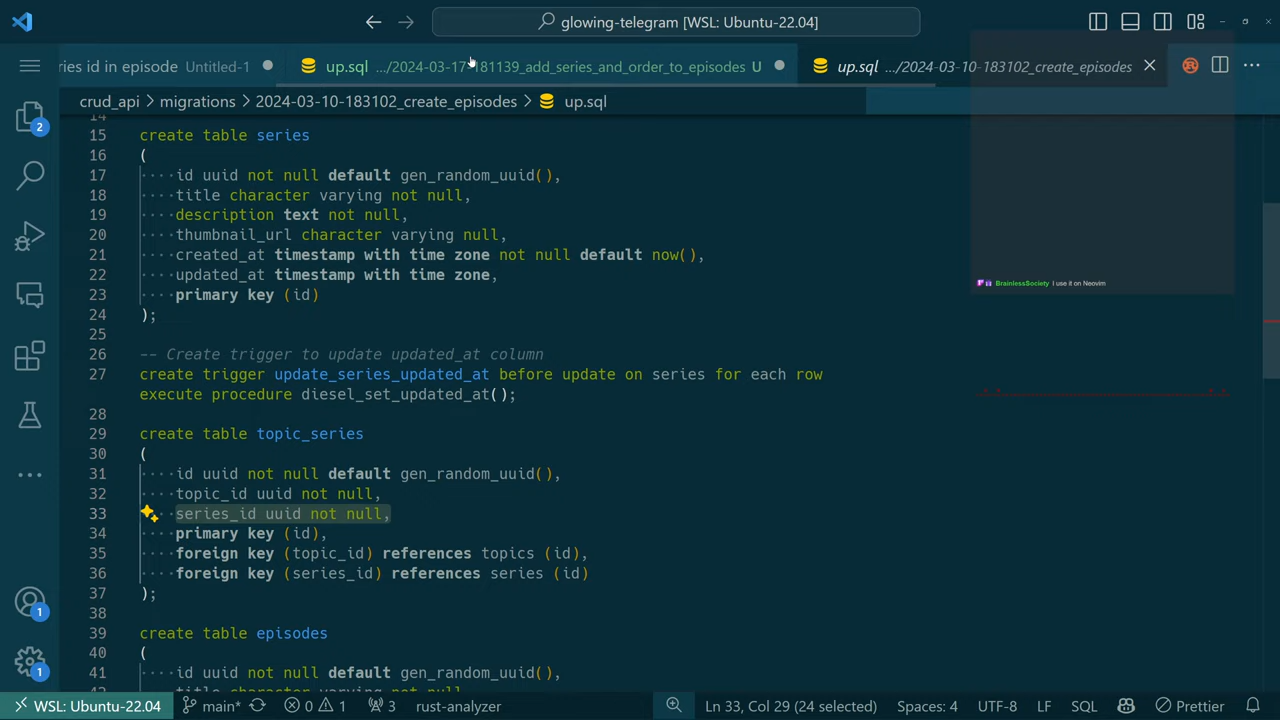 glowing-telegram [WSL: Ubuntu-22.04]
ries id in episode Untitled-1
up.sql .../2024-03-17-181139_add_series_and_order_to_episodes U
up.sql .../2024-03-10-183102_create_episodes
crud_api > migrations > 2024-03-10-183102_create_episodes > up.sql
14
15 create table series
16 (
17 ····id uuid not null default gen_random_uuid(),
18 ····title character varying not null,
19 ····description text not null,
20 ····thumbnail_url character varying null,
21 ····created_at timestamp with time zone not null default now(),
22 ····updated_at timestamp with time zone,
23 ····primary key (id)
24 );
25
26 -- Create trigger to update updated_at column
27 create trigger update_series_updated_at before update on series for each row
execute procedure diesel_set_updated_at();
28
29 create table topic_series
30 (
31 ····id uuid not null default gen_random_uuid(),
32 ····topic_id uuid not null,
33 series_id uuid not null,
34 ····primary key (id),
35 ····foreign key (topic_id) references topics (id),
36 ····foreign key (series_id) references series (id)
37 );
38
39 create table episodes
40 (
41 ····id uuid not null default gen_random_uuid(),
42 ····title character varying not null,
BrainlessSociety I use it on Neovim
2
1
1
WSL: Ubuntu-22.04 main* 0 1 3 rust-analyzer Ln 33, Col 29 (24 selected) Spaces: 4 UTF-8 LF SQL Prettier